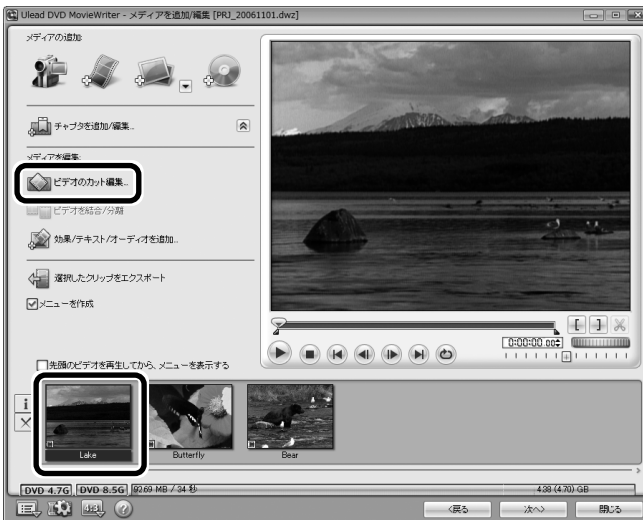 Ulead DVD MovieWriter - メディアを追加/編集 [PRJ_20061101.dwz]
メディアの追加:
チャプタを追加/編集...
メディアを編集:
ビデオのカット編集...
ビデオを結合/分離
効果/テキスト/オーディオを追加...
選択したクリップをエクスポート
メニューを作成
0:00:00.00
先頭のビデオを再生してから、メニューを表示する
Lake
Butterfly
Bear
DVD 4.7G DVD 8.5G 92.69 MB / 34 秒 4.38 (4.70) GB
4:3
<戻る 次へ> 閉じる